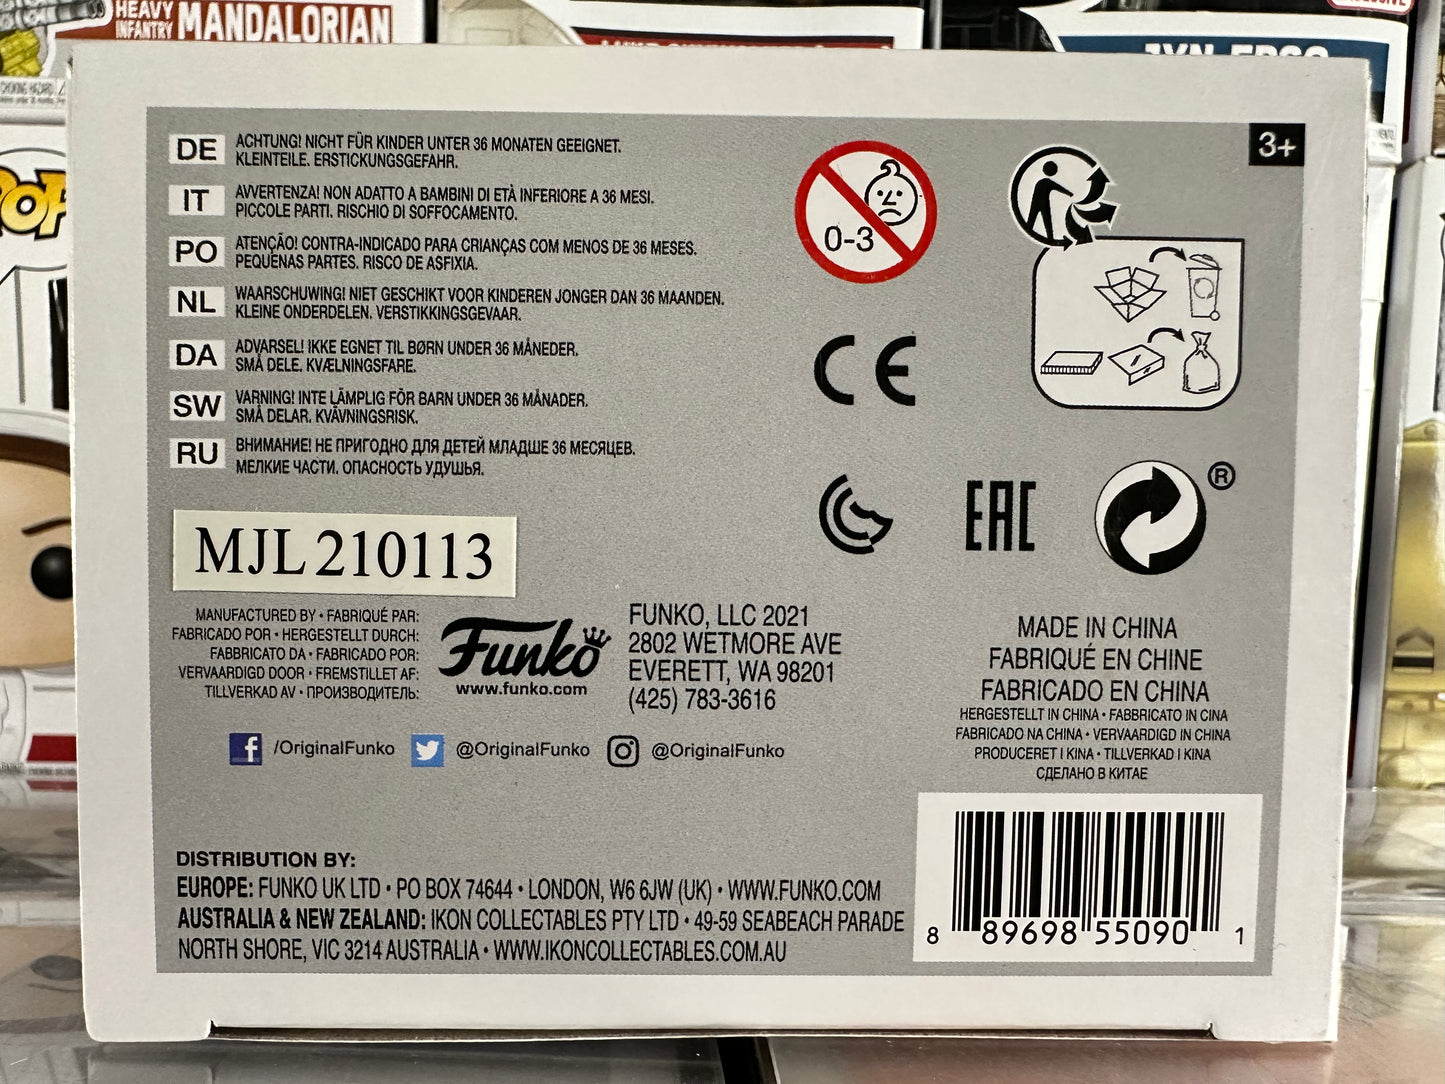 HEAVY
INFANTRY MANDALORIAN
DE
ACHTUNG! NICHT FÜR KINDER UNTER 36 MONATEN GEEIGNET.
KLEINTEILE. ERSTICKUNGSGEFAHR.
IT
AVVERTENZA! NON ADATTO A BAMBINI DI ETÀ INFERIORE A 36 MESI.
PICCOLE PARTI. RISCHIO DI SOFFOCAMENTO.
PO
ATENÇÃO! CONTRA-INDICADO PARA CRIANÇAS COM MENOS DE 36 MESES.
PEQUENAS PARTES. RISCO DE ASFIXIA.
NL
WAARSCHUWING! NIET GESCHIKT VOOR KINDEREN JONGER DAN 36 MAANDEN.
KLEINE ONDERDELEN. VERSTIKKINGSGEVAAR.
DA
ADVARSEL! IKKE EGNET TIL BØRN UNDER 36 MÅNEDER.
SMÅ DELE. KVÆLNINGSFARE.
SW
VARNING! INTE LÄMPLIG FÖR BARN UNDER 36 MÅNADER.
SMÅ DELAR. KVÄVNINGSRISK.
RU
ВНИМАНИЕ! НЕ ПРИГОДНО ДЛЯ ДЕТЕЙ МЛАДШЕ 36 МЕСЯЦЕВ.
МЕЛКИЕ ЧАСТИ. ОПАСНОСТЬ УДУШЬЯ.
0-3
3+
CE
EAC
®
MJL210113
MANUFACTURED BY • FABRIQUÉ PAR:
FABRICADO POR • HERGESTELLT DURCH:
FABBRICATO DA • FABRICADO POR:
VERVAARDIGD DOOR • FREMSTILLET AF:
TILLVERKAD AV • ПРОИЗВОДИТЕЛЬ:
Funko
www.funko.com
FUNKO, LLC 2021
2802 WETMORE AVE
EVERETT, WA 98201
(425) 783-3616
/OriginalFunko @OriginalFunko @OriginalFunko
MADE IN CHINA
FABRIQUÉ EN CHINE
FABRICADO EN CHINA
HERGESTELLT IN CHINA • FABBRICATO IN CINA
FABRICADO NA CHINA • VERVAARDIGD IN CHINA
PRODUCERET I KINA • TILLVERKAD I KINA
СДЕЛАНО В КИТАЕ
DISTRIBUTION BY:
EUROPE: FUNKO UK LTD • PO BOX 74644 • LONDON, W6 6JW (UK) • WWW.FUNKO.COM
AUSTRALIA & NEW ZEALAND: IKON COLLECTABLES PTY LTD • 49-59 SEABEACH PARADE
NORTH SHORE, VIC 3214 AUSTRALIA • WWW.IKONCOLLECTABLES.COM.AU
8 89698 55090 1